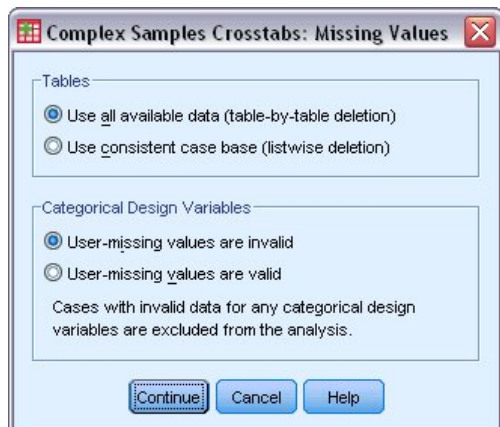 Complex Samples Crosstabs: Missing Values
Tables
Use all available data (table-by-table deletion)
Use consistent case base (listwise deletion)
Categorical Design Variables
User-missing values are invalid
User-missing values are valid
Cases with invalid data for any categorical design
variables are excluded from the analysis.
Continue Cancel Help